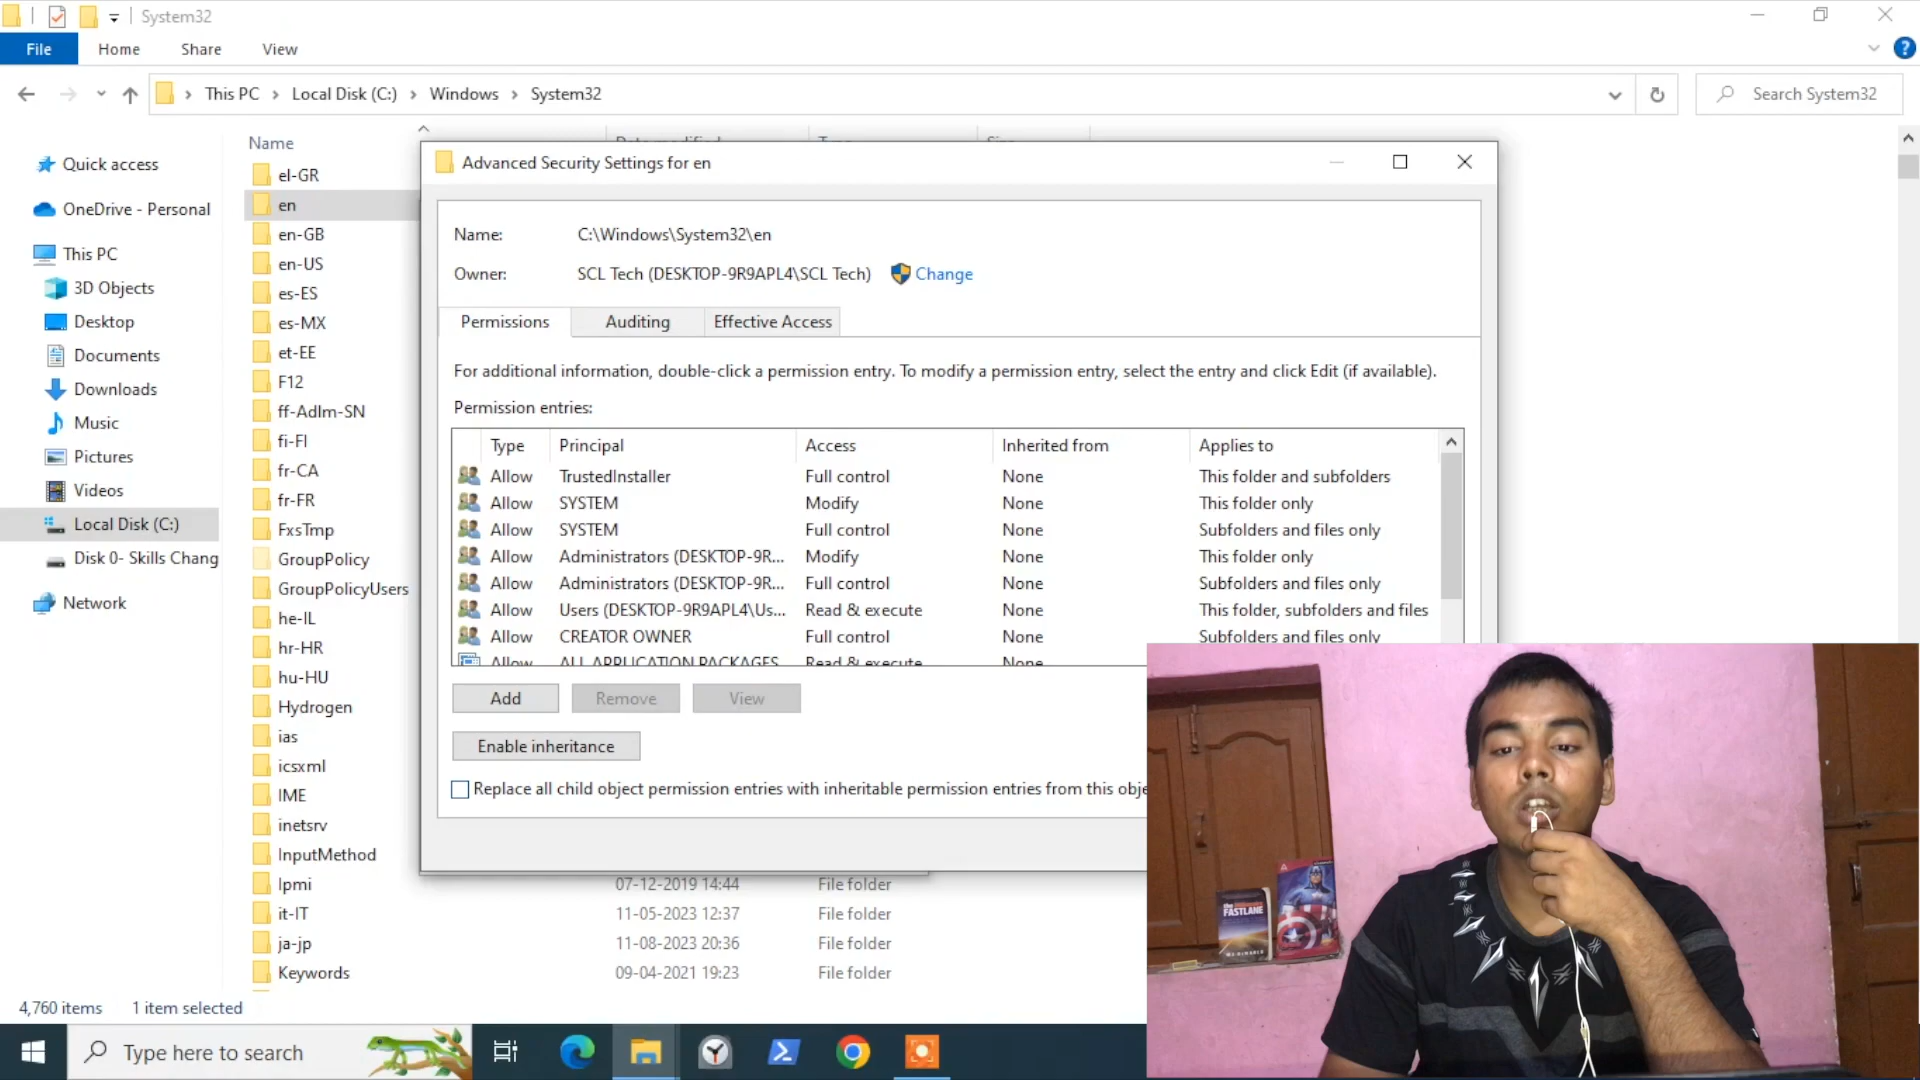 System32
File Home Share View
This PC Local Disk (C:) Windows System32
Search System32
Quick access
OneDrive - Personal
This PC
3D Objects
Desktop
Documents
Downloads
Music
Pictures
Videos
Local Disk (C:)
Disk 0- Skills Chang
Network
Name
el-GR
en
en-GB
en-US
es-ES
es-MX
et-EE
F12
ff-Adlm-SN
fi-FI
fr-CA
fr-FR
FxsTmp
GroupPolicy
GroupPolicyUsers
he-IL
hr-HR
hu-HU
Hydrogen
ias
icsxml
IME
inetsrv
InputMethod
Ipmi 07-12-2019 14:44 File folder
it-IT 11-05-2023 12:37 File folder
ja-jp 11-08-2023 20:36 File folder
Keywords 09-04-2021 19:23 File folder
Advanced Security Settings for en
Name: C:\Windows\System32\en
Owner: SCL Tech (DESKTOP-9R9APL4\SCL Tech) Change
Permissions Auditing Effective Access
For additional information, double-click a permission entry. To modify a permission entry, select the entry and click Edit (if available).
Permission entries:
Type Principal Access Inherited from Applies to
Allow TrustedInstaller Full control None This folder and subfolders
Allow SYSTEM Modify None This folder only
Allow SYSTEM Full control None Subfolders and files only
Allow Administrators (DESKTOP-9R... Modify None This folder only
Allow Administrators (DESKTOP-9R... Full control None Subfolders and files only
Allow Users (DESKTOP-9R9APL4\Us... Read & execute None This folder, subfolders and files
Allow CREATOR OWNER Full control None Subfolders and files only
Allow ALL APPLICATION PACKAGES Read & execute None
Add Remove View
Enable inheritance
Replace all child object permission entries with inheritable permission entries from this obje
4,760 items 1 item selected
Type here to search
FASTLANE